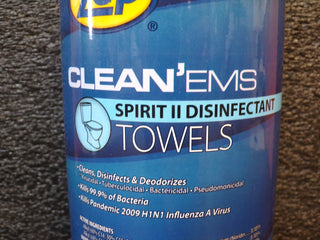 ZEP
®
CLEAN'EMS
SPIRIT II DISINFECTANT
TOWELS
•Cleans, Disinfects & Deodorizes
Virucidal • Tuberculocidal • Bactericidal • Pseudomonicidal
•Kills 99.9% of Bacteria
•Kills Pandemic 2009 H1N1 Influenza A Virus
ACTIVE INGREDIENTS